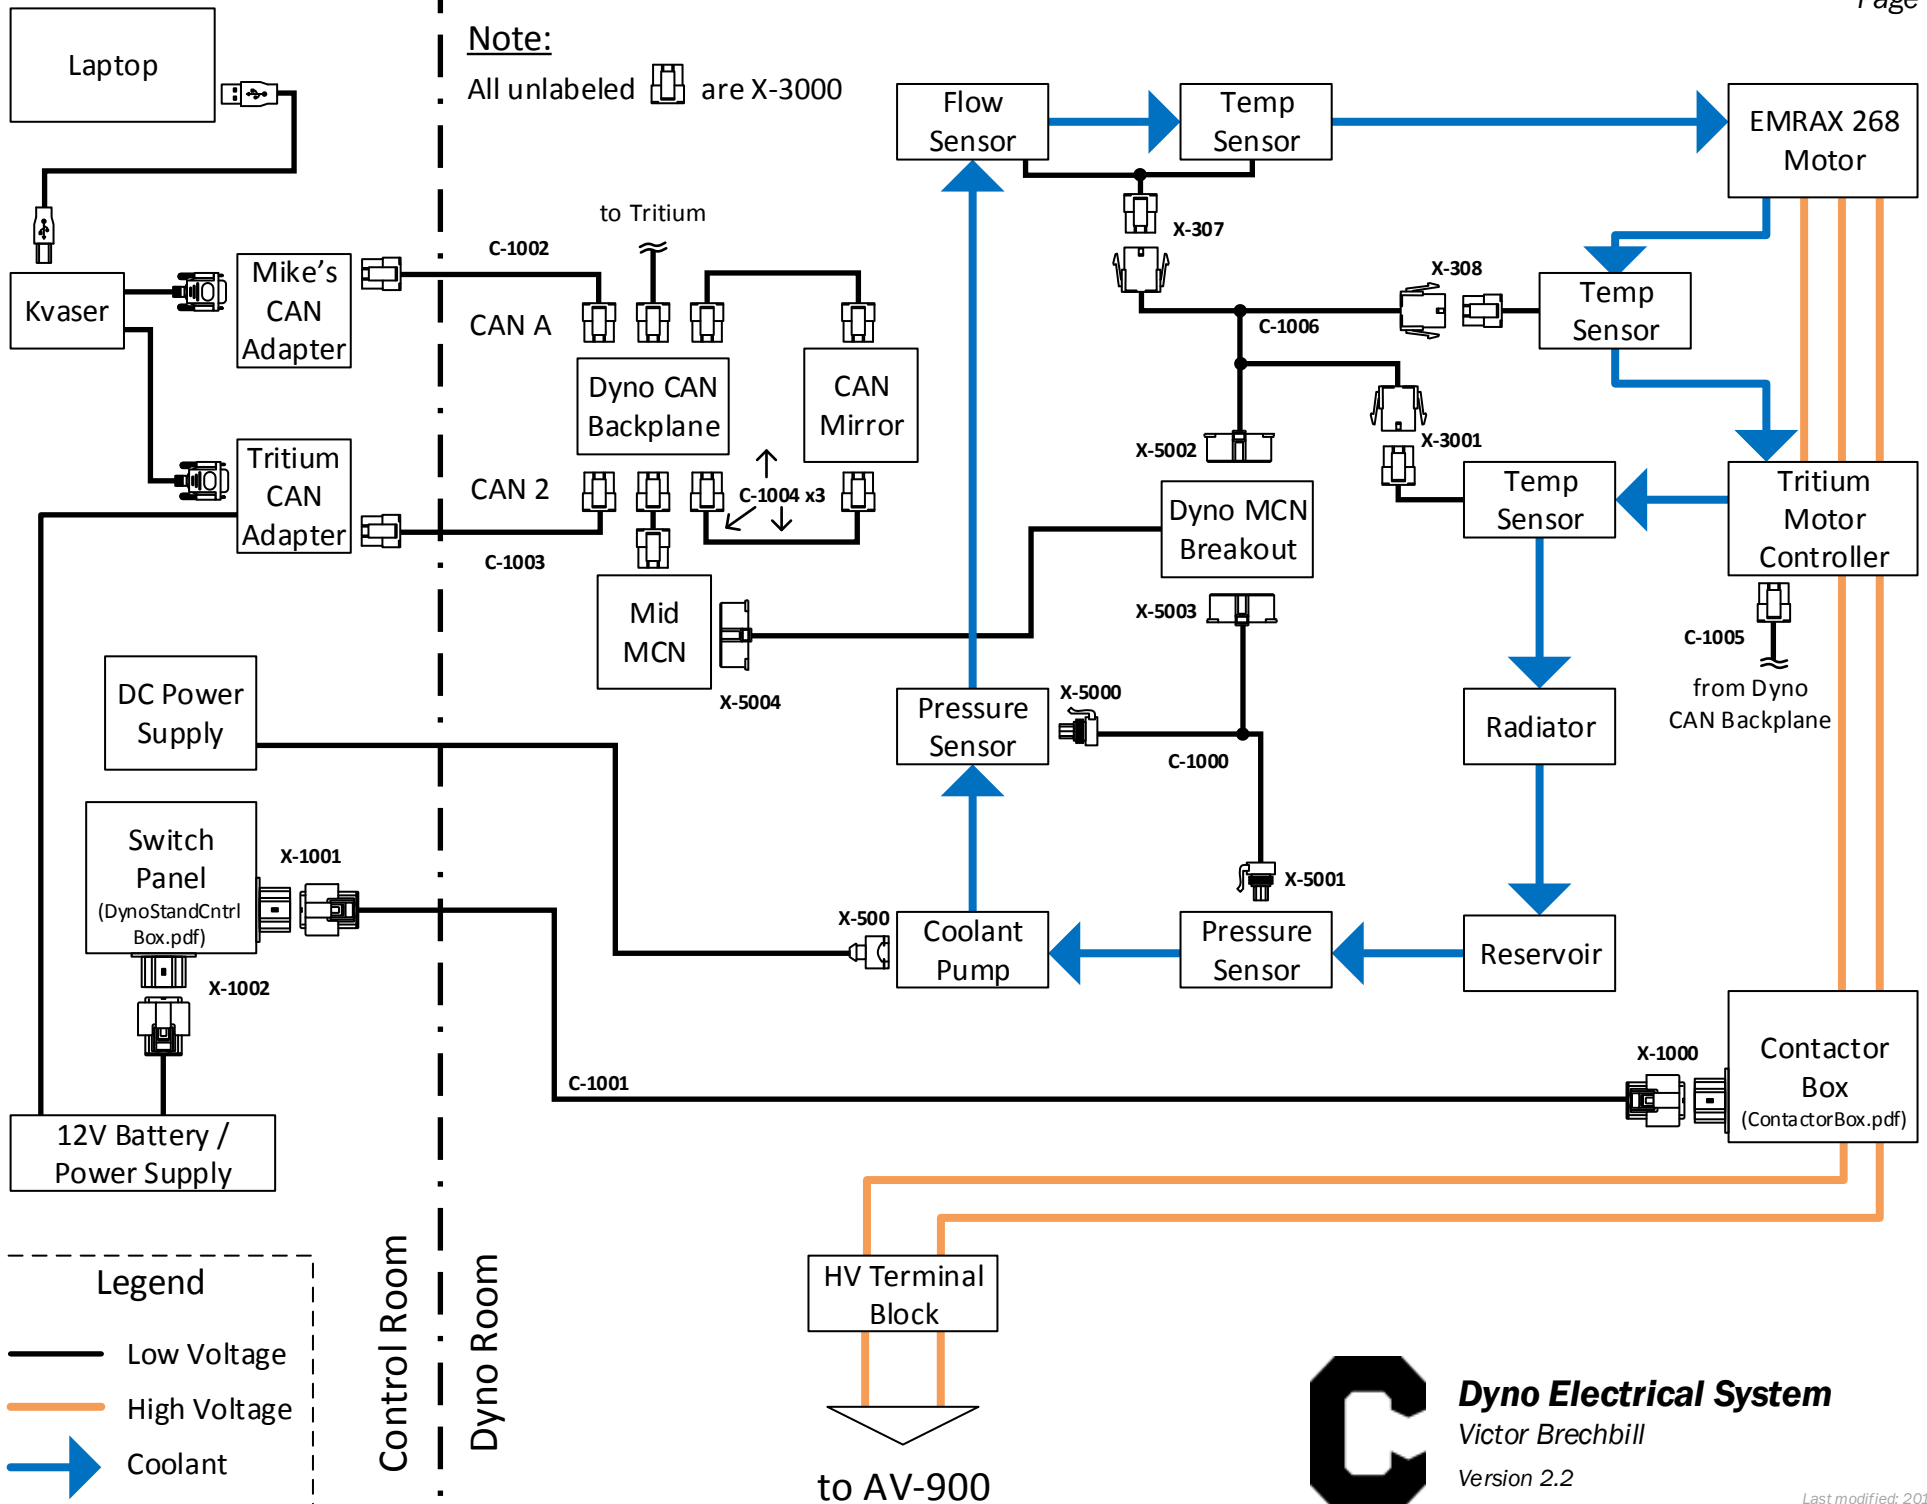 Page
Laptop
Note:
All unlabeled are X-3000
Flow
Sensor
Temp
Sensor
EMRAX 268
Motor
to Tritium
X-307
C-1002
X-308
Kvaser
Mike's
CAN
Adapter
CAN A
C-1006
Temp
Sensor
Dyno CAN
Backplane
CAN
Mirror
X-5002
X-3001
Tritium
CAN
Adapter
CAN 2
C-1004 x3
Dyno MCN
Breakout
Temp
Sensor
Tritium
Motor
Controller
C-1003
Mid
MCN
X-5003
C-1005
from Dyno
CAN Backplane
X-5004
DC Power
Supply
Pressure
Sensor
X-5000
C-1000
Radiator
Switch
Panel
(DynoStandCntrl
Box.pdf)
X-1001
X-5001
X-500
Coolant
Pump
Pressure
Sensor
Reservoir
X-1002
X-1000
Contactor
Box
(ContactorBox.pdf)
C-1001
12V Battery /
Power Supply
Legend
Low Voltage
High Voltage
Coolant
Control Room
Dyno Room
HV Terminal
Block
to AV-900
Dyno Electrical System
Victor Brechbill
Version 2.2
Last modified: 201